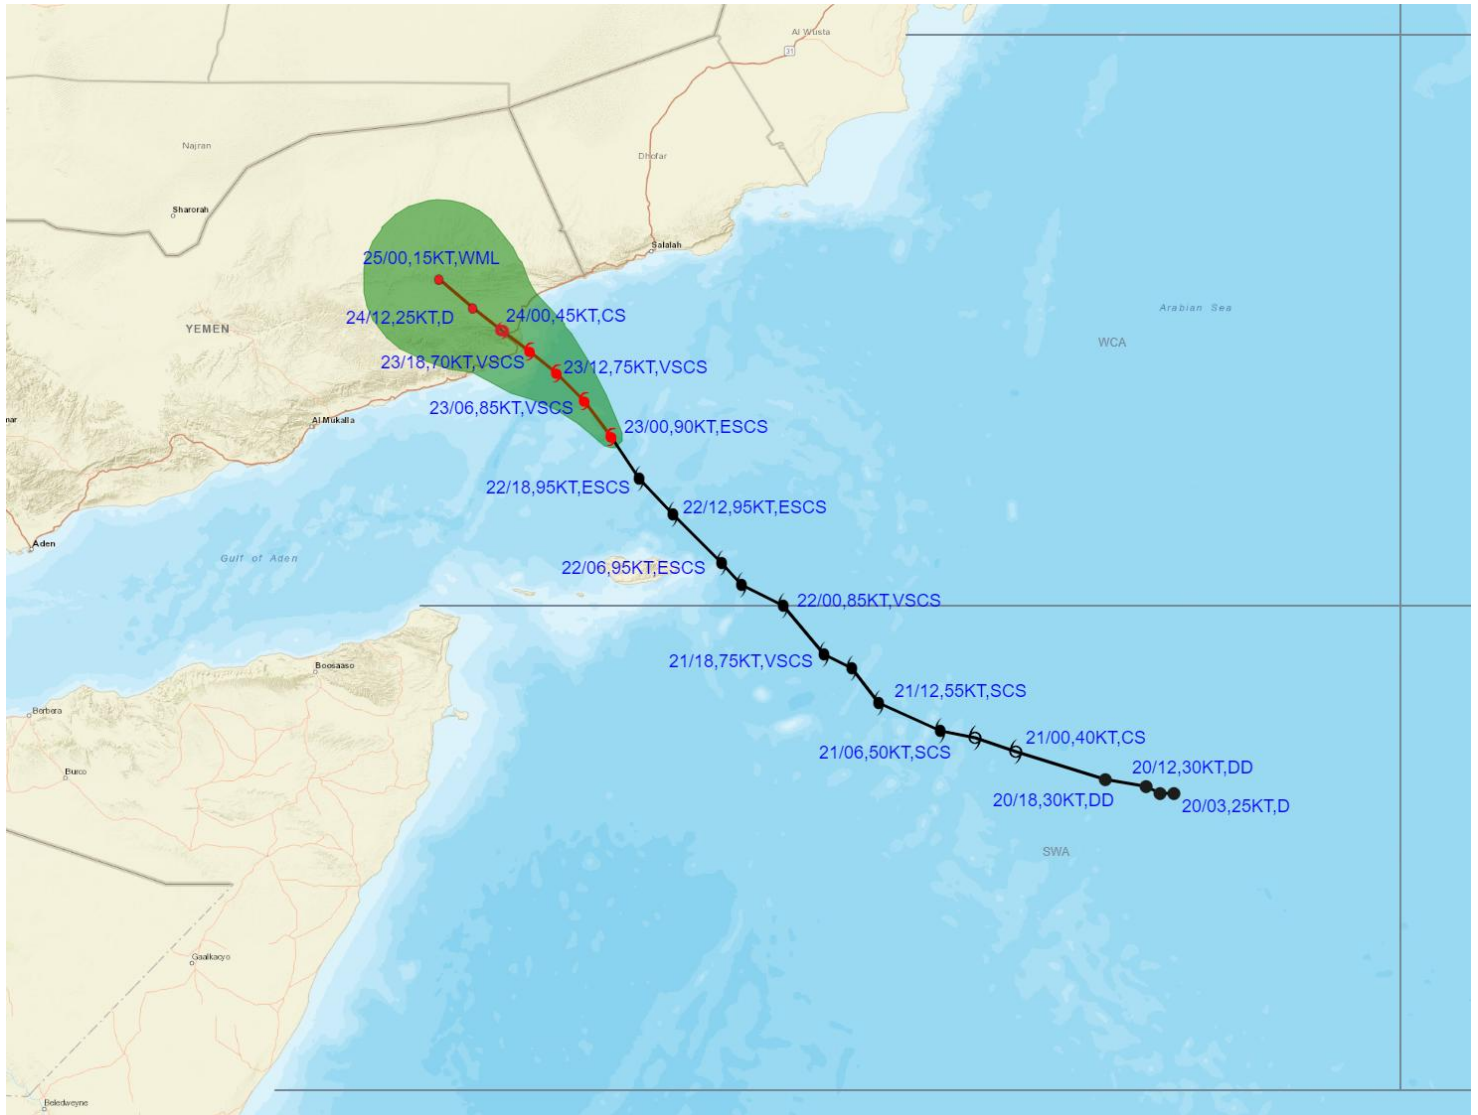 Al Wusta
31
Najran
Dhofar
Sharorah
Salalah
25/00,15KT,WML
24/12,25KT,D
24/00,45KT,CS
Arabian Sea
YEMEN
WCA
23/18,70KT,VSCS
23/12,75KT,VSCS
23/06,85KT,VSCS
mar
Al Mukalla
23/00,90KT,ESCS
22/18,95KT,ESCS
22/12,95KT,ESCS
Aden
Gulf of Aden
22/06,95KT,ESCS
22/00,85KT,VSCS
Boosaaso
21/18,75KT,VSCS
21/12,55KT,SCS
Berbera
21/00,40KT,CS
21/06,50KT,SCS
Burco
20/12,30KT,DD
20/18,30KT,DD
20/03,25KT,D
SWA
Gaalkacyo
Beledweyne